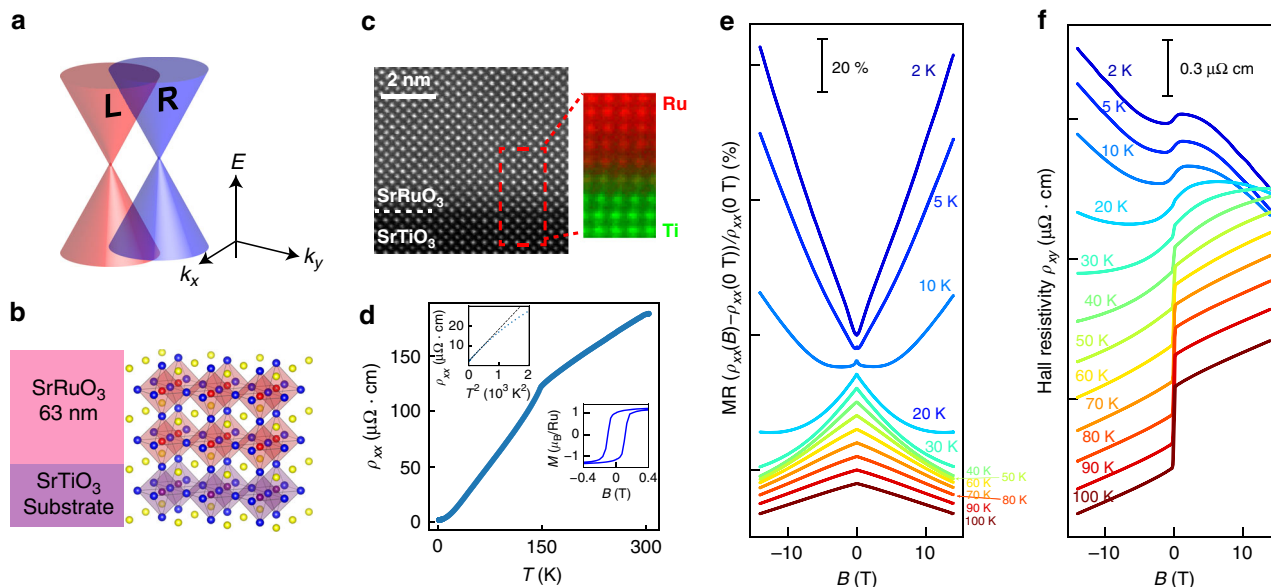 a
L R
E
kx
ky
b
SrRuO3
63 nm
SrTiO3
Substrate
c
2 nm
SrRuO3
SrTiO3
Ru
Ti
d
ρxx (μΩ · cm)
150
100
50
0
0
150
300
T (K)
ρxx (μΩ · cm)
20
10
0
1
2
T² (10³ K²)
M (μB/Ru)
1
0
−1
−0.4
0
0.4
B (T)
e
MR (ρxx(B)−ρxx(0 T))/ρxx(0 T) (%)
20 %
2 K
5 K
10 K
20 K
30 K
40 K
50 K
60 K
70 K
80 K
90 K
100 K
−10
0
10
B (T)
f
Hall resistivity ρxy (μΩ · cm)
0.3 μΩ cm
2 K
5 K
10 K
20 K
30 K
40 K
50 K
60 K
70 K
80 K
90 K
100 K
−10
0
10
B (T)